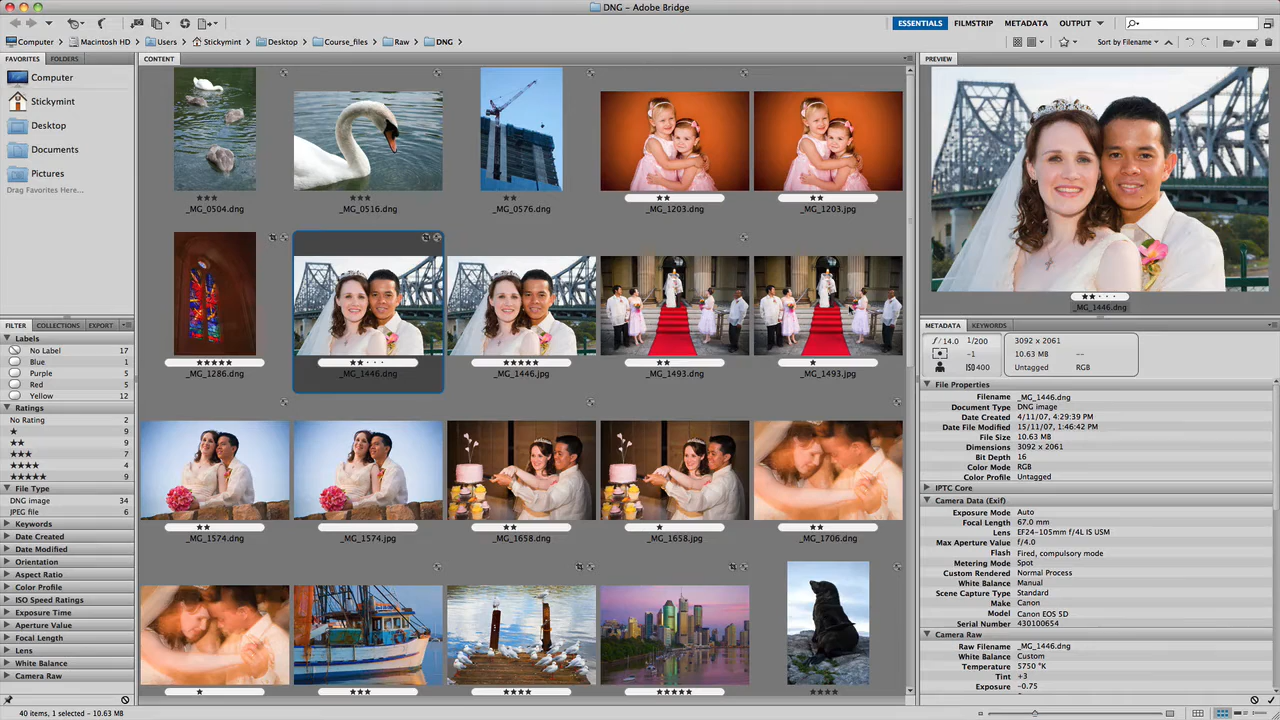 DNG – Adobe Bridge
ESSENTIALS FILMSTRIP METADATA OUTPUT
Computer Macintosh HD Users Stickymint Desktop Course_files Raw DNG
Sort by Filename
FAVORITES FOLDERS
Computer
Stickymint
Desktop
Documents
Pictures
Drag Favorites Here...
FILTER COLLECTIONS EXPORT
Labels
No Label 17
Blue 1
Purple 5
Red 5
Yellow 12
Ratings
No Rating 2
★ 9
★★ 9
★★★ 7
★★★★ 4
★★★★★ 9
File Type
DNG image 34
JPEG file 6
Keywords
Date Created
Date Modified
Orientation
Aspect Ratio
Color Profile
ISO Speed Ratings
Exposure Time
Aperture Value
Focal Length
Lens
White Balance
Camera Raw
CONTENT
_MG_0504.dng
_MG_0516.dng
_MG_0576.dng
_MG_1203.dng
_MG_1203.jpg
_MG_1286.dng
_MG_1446.dng
_MG_1446.jpg
_MG_1493.dng
_MG_1493.jpg
_MG_1574.dng
_MG_1574.jpg
_MG_1658.dng
_MG_1658.jpg
_MG_1706.dng
PREVIEW
_MG_1446.dng
METADATA KEYWORDS
f/14.0 1/200
-1
ISO400
3092 x 2061
10.63 MB --
Untagged RGB
File Properties
Filename _MG_1446.dng
Document Type DNG image
Date Created 4/11/07, 4:29:39 PM
Date File Modified 15/11/07, 1:46:42 PM
File Size 10.63 MB
Dimensions 3092 x 2061
Bit Depth 16
Color Mode RGB
Color Profile Untagged
IPTC Core
Camera Data (Exif)
Exposure Mode Auto
Focal Length 67.0 mm
Lens EF24-105mm f/4L IS USM
Max Aperture Value f/4.0
Flash Fired, compulsory mode
Metering Mode Spot
Custom Rendered Normal Process
White Balance Manual
Scene Capture Type Standard
Make Canon
Model Canon EOS 5D
Serial Number 430100654
Camera Raw
Raw Filename _MG_1446.dng
White Balance Custom
Temperature 5750 °K
Tint +3
Exposure -0.75
40 items, 1 selected - 10.63 MB